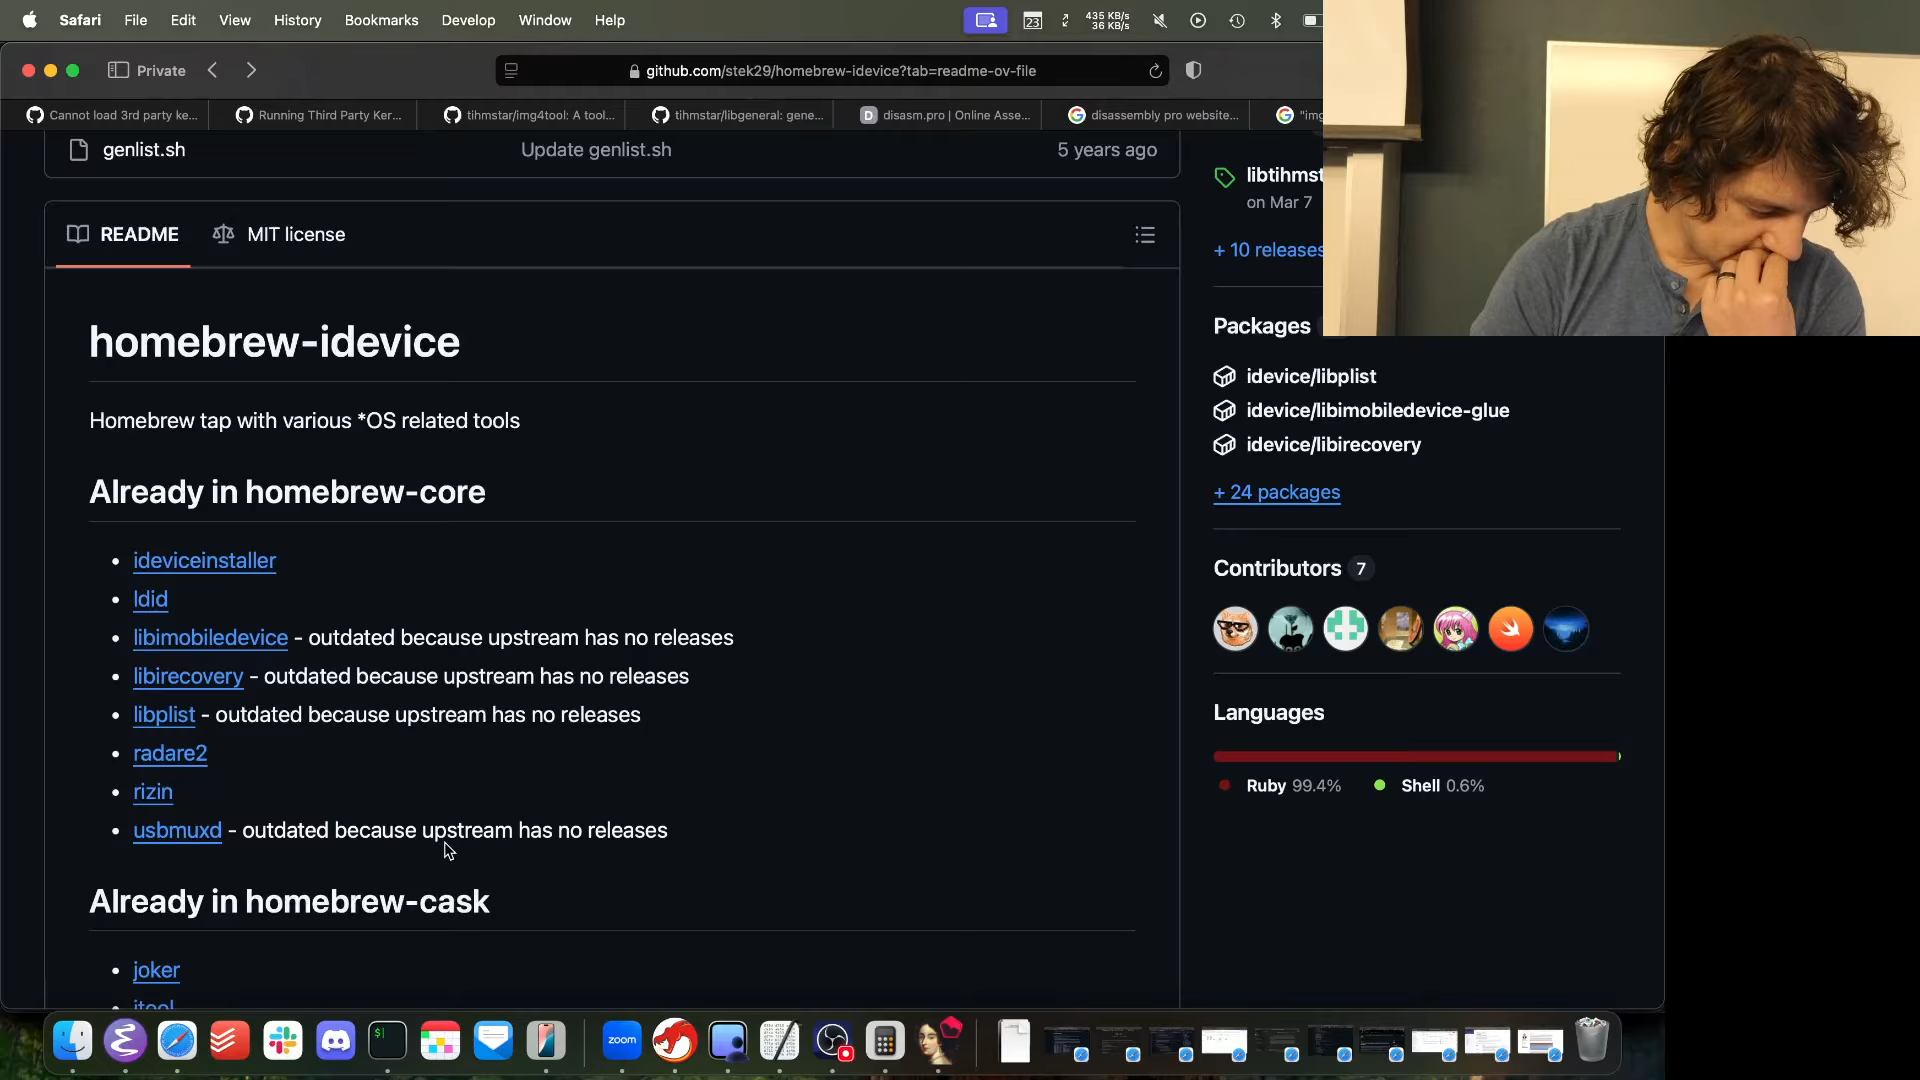 Safari File Edit View History Bookmarks Develop Window Help
23
435 KB/s
36 KB/s
Private
github.com/stek29/homebrew-idevice?tab=readme-ov-file
Cannot load 3rd party ke...
Running Third Party Ker...
tihmstar/img4tool: A tool...
tihmstar/libgeneral: gene...
D disasm.pro | Online Asse...
disassembly pro website...
"img
genlist.sh
Update genlist.sh
5 years ago
README
MIT license
homebrew-idevice
Homebrew tap with various *OS related tools
Already in homebrew-core
ideviceinstaller
ldid
libimobiledevice - outdated because upstream has no releases
libirecovery - outdated because upstream has no releases
libplist - outdated because upstream has no releases
radare2
rizin
usbmuxd - outdated because upstream has no releases
Already in homebrew-cask
joker
jtool
libtihmst
on Mar 7
+ 10 releases
Packages
idevice/libplist
idevice/libimobiledevice-glue
idevice/libirecovery
+ 24 packages
Contributors 7
Languages
Ruby 99.4%
Shell 0.6%
$
zoom